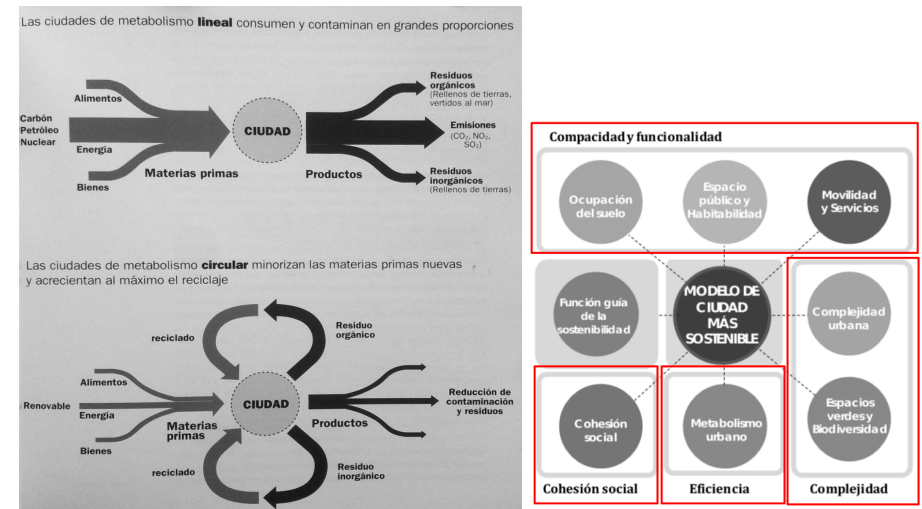 Las ciudades de metabolismo lineal consumen y contaminan en grandes proporciones
Alimentos
Carbón
Petróleo
Nuclear
Energía
Bienes
Materias primas
CIUDAD
Productos
Residuos
orgánicos
(Rellenos de tierras,
vertidos al mar)
Emisiones
(CO₂, NO₂,
SO₂)
Residuos
inorgánicos
(Rellenos de tierras)
Las ciudades de metabolismo circular minorizan las materias primas nuevas
y acrecientan al máximo el reciclaje
reciclado
Residuo
orgánico
Alimentos
Renovable
Energía
Bienes
Materias
primas
CIUDAD
Productos
Reducción de
contaminación
y residuos
reciclado
Residuo
inorgánico
Compacidad y funcionalidad
Ocupación
del suelo
Espacio
público y
Habitabilidad
Movilidad
y Servicios
Función guía
de la
sostenibilidad
MODELO DE
CIUDAD
MÁS
SOSTENIBLE
Complejidad
urbana
Cohesión
social
Metabolismo
urbano
Espacios
verdes y
Biodiversidad
Cohesión social
Eficiencia
Complejidad